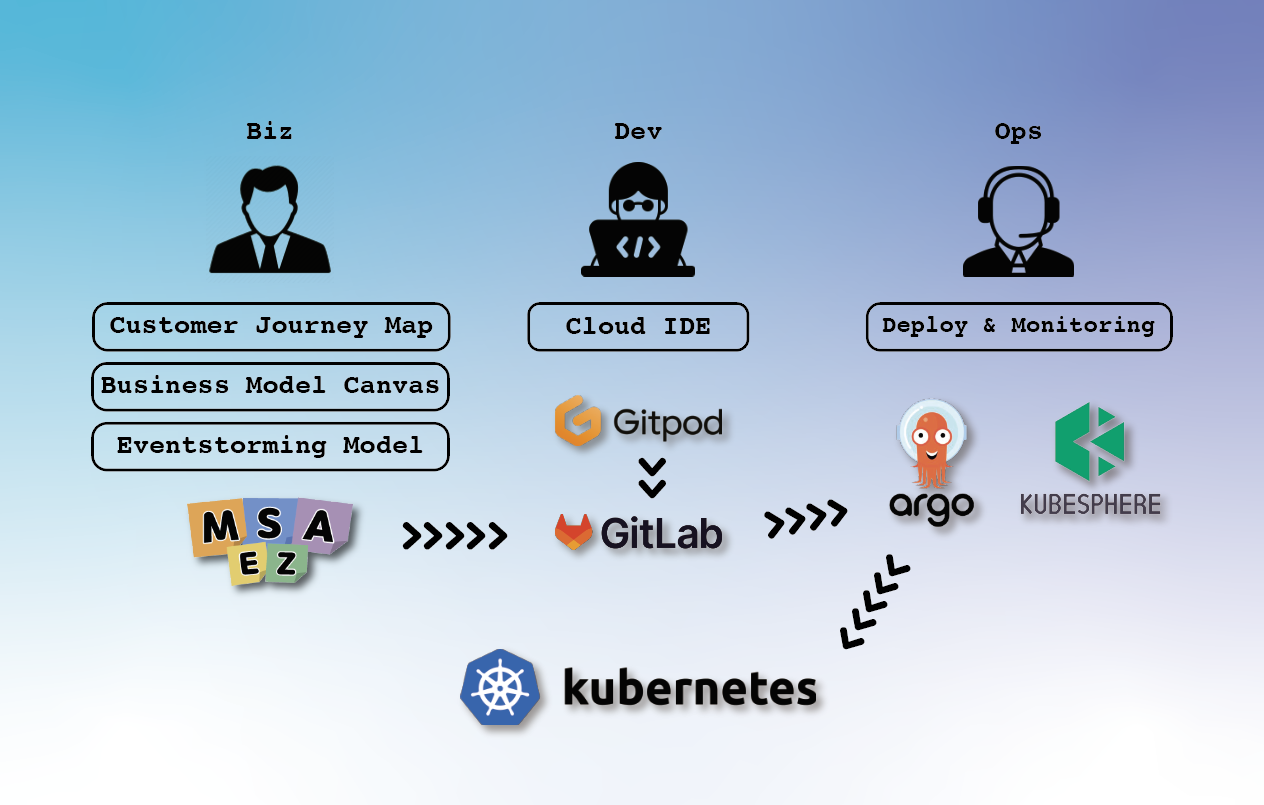 Biz
Dev
Ops
Customer Journey Map
Business Model Canvas
Eventstorming Model
MSA
EZ
Cloud IDE
Gitpod
GitLab
Deploy & Monitoring
argo
KUBESPHERE
kubernetes